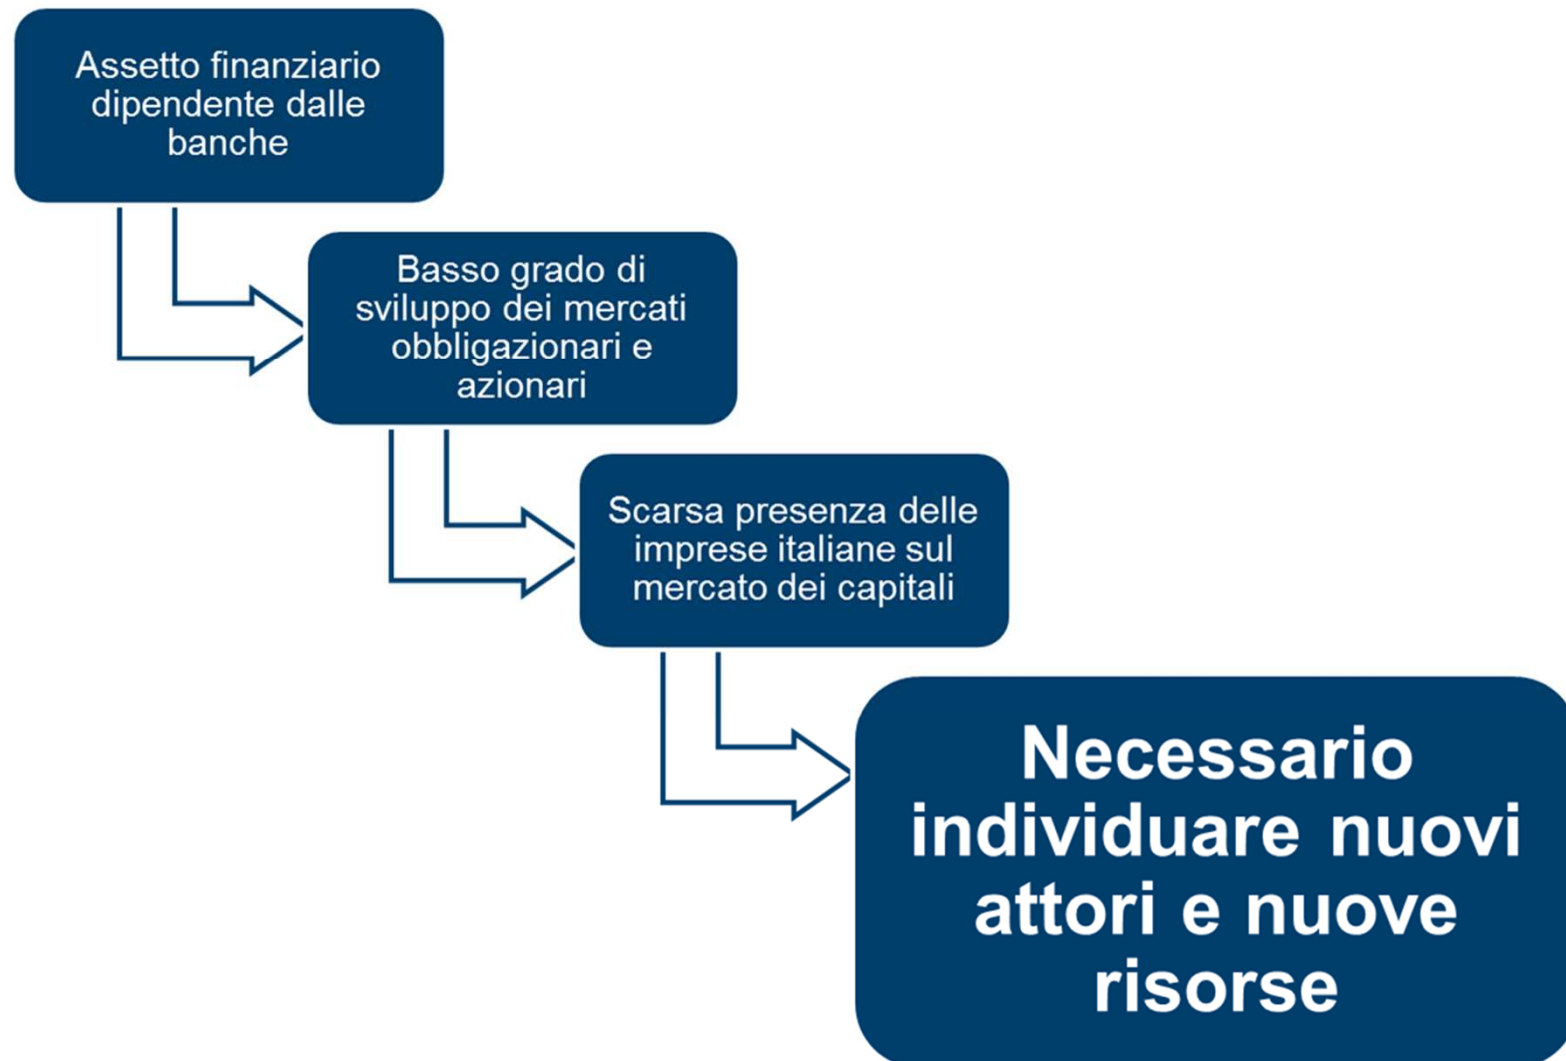 Assetto finanziario
dipendente dalle
banche
Basso grado di
sviluppo dei mercati
obbligazionari e
azionari
Scarsa presenza delle
imprese italiane sul
mercato dei capitali
Necessario
individuare nuovi
attori e nuove
risorse